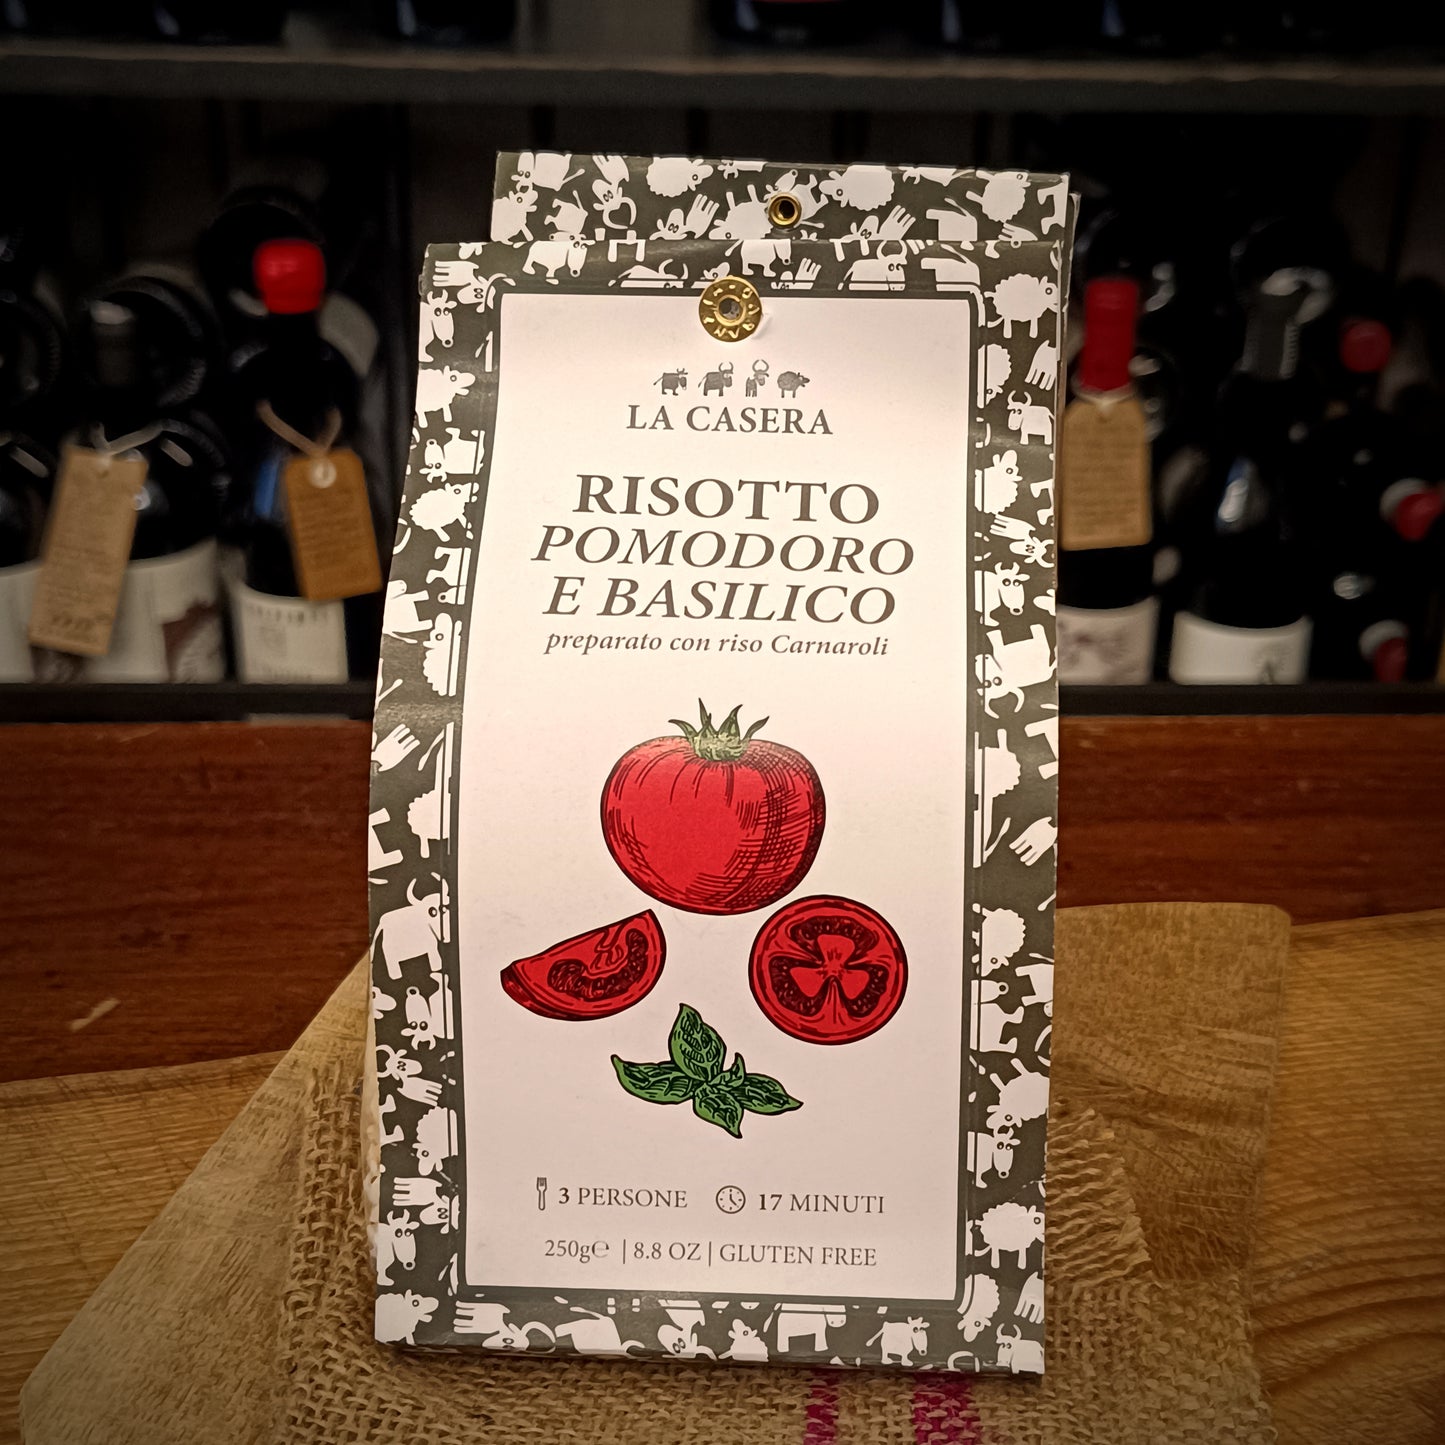 LA CASERA
RISOTTO
POMODORO
E BASILICO
preparato con riso Carnaroli
3 PERSONE 17 MINUTI
250g℮ | 8.8 OZ | GLUTEN FREE